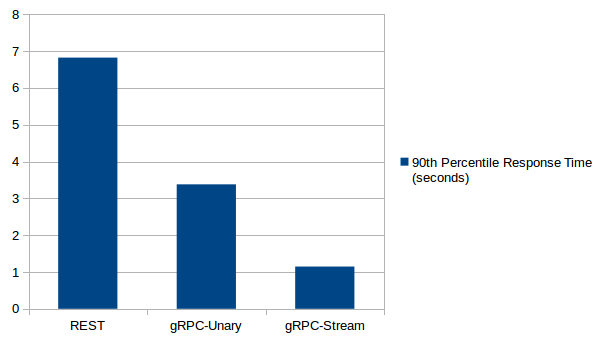 8
7
6
5
4
3
2
1
0
REST
gRPC-Unary
gRPC-Stream
90th Percentile Response Time
(seconds)